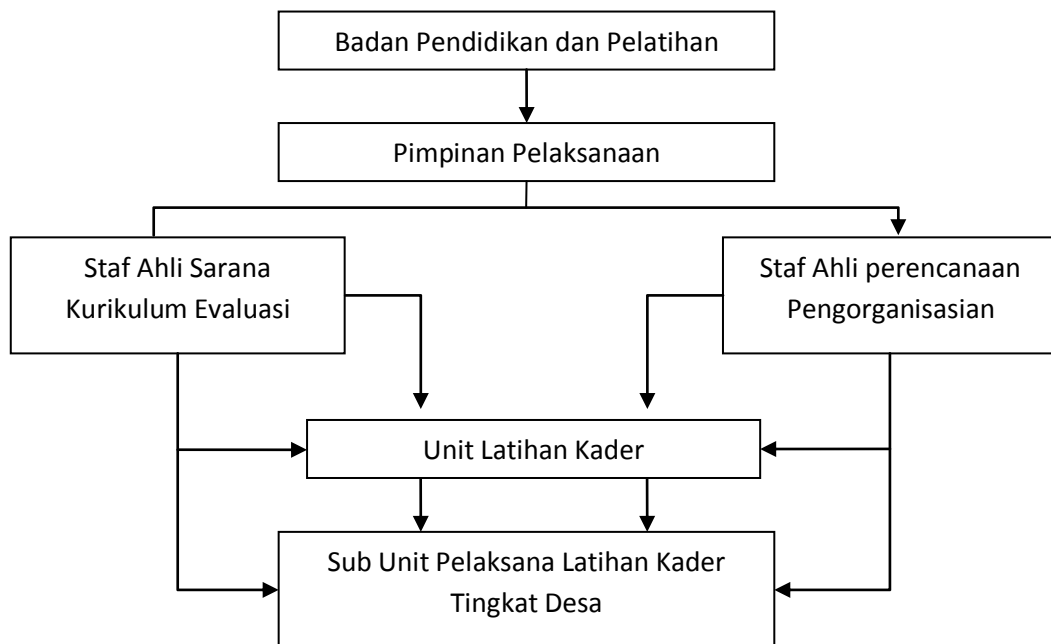 Badan Pendidikan dan Pelatihan
Pimpinan Pelaksanaan
Staf Ahli Sarana
Kurikulum Evaluasi
Staf Ahli perencanaan
Pengorganisasian
Unit Latihan Kader
Sub Unit Pelaksana Latihan Kader
Tingkat Desa